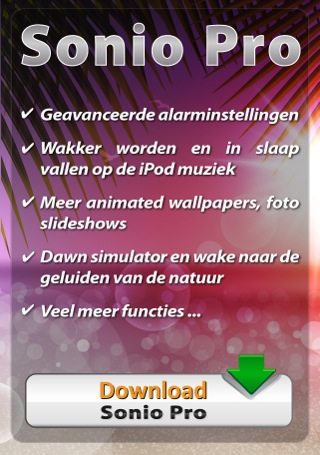 Sonio Pro
✔ Geavanceerde alarminstellingen
✔ Wakker worden en in slaap
vallen op de iPod muziek
✔ Meer animated wallpapers, foto
slideshows
✔ Dawn simulator en wake naar de
geluiden van de natuur
✔ Veel meer functies ...
Download
Sonio Pro